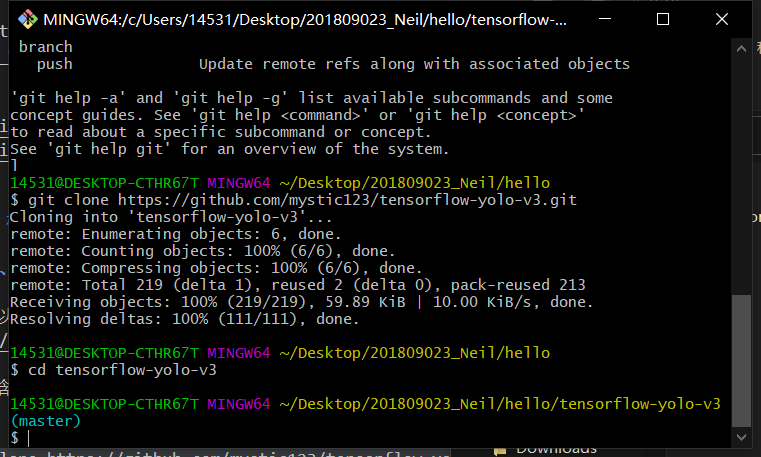 MINGW64:/c/Users/14531/Desktop/201809023_Neil/hello/tensorflow-...
branch
push Update remote refs along with associated objects
'git help -a' and 'git help -g' list available subcommands and some
concept guides. See 'git help <command>' or 'git help <concept>'
to read about a specific subcommand or concept.
See 'git help git' for an overview of the system.
l
14531@DESKTOP-CTHR67T MINGW64 ~/Desktop/201809023_Neil/hello
$ git clone https://github.com/mystic123/tensorflow-yolo-v3.git
Cloning into 'tensorflow-yolo-v3'...
remote: Enumerating objects: 6, done.
remote: Counting objects: 100% (6/6), done.
remote: Compressing objects: 100% (6/6), done.
remote: Total 219 (delta 1), reused 2 (delta 0), pack-reused 213
Receiving objects: 100% (219/219), 59.89 KiB | 10.00 KiB/s, done.
Resolving deltas: 100% (111/111), done.
14531@DESKTOP-CTHR67T MINGW64 ~/Desktop/201809023_Neil/hello
$ cd tensorflow-yolo-v3
14531@DESKTOP-CTHR67T MINGW64 ~/Desktop/201809023_Neil/hello/tensorflow-yolo-v3
(master)
$
Downloads